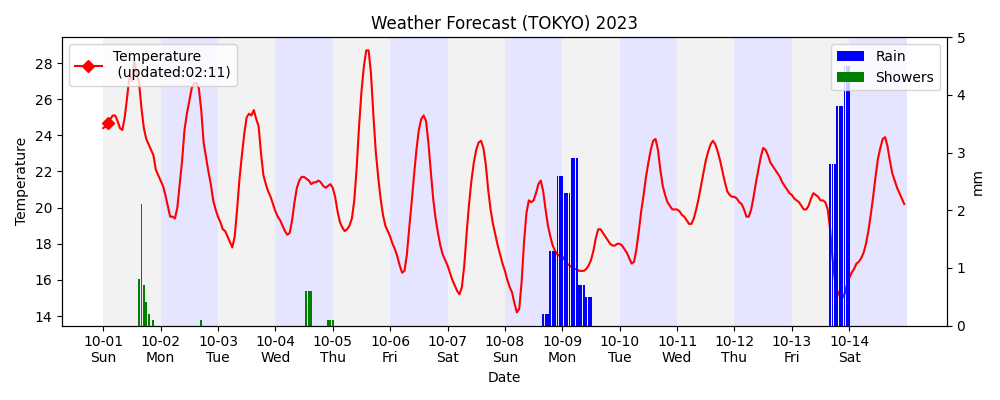 Weather Forecast (TOKYO) 2023
Temperature
(updated:02:11)
Rain
Showers
Temperature
28
26
24
22
20
18
16
14
5
4
3
2
1
0
mm
10-01 10-02 10-03 10-04 10-05 10-06 10-07 10-08 10-09 10-10 10-11 10-12 10-13 10-14
Sun Mon Tue Wed Thu Fri Sat Sun Mon Tue Wed Thu Fri Sat
Date